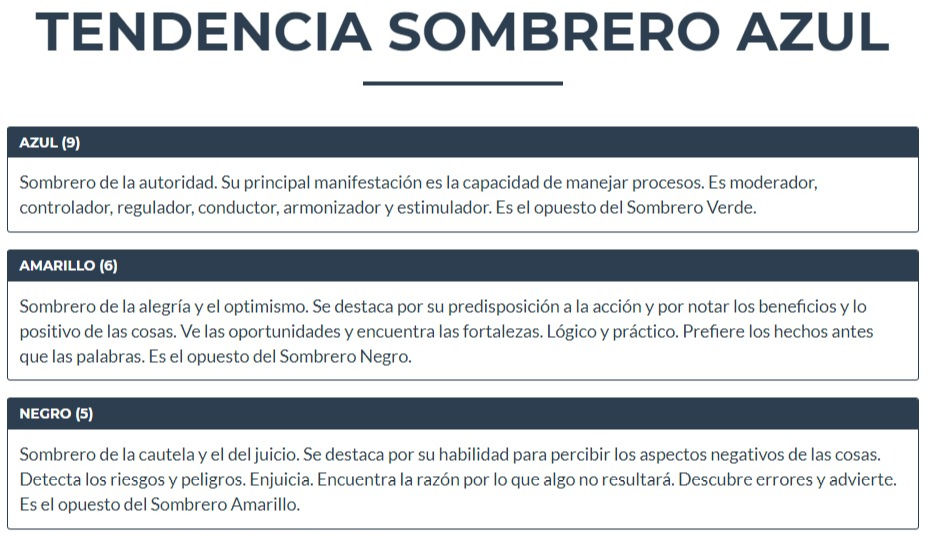 TENDENCIA SOMBRERO AZUL
AZUL (9)
Sombrero de la autoridad. Su principal manifestación es la capacidad de manejar procesos. Es moderador,
controlador, regulador, conductor, armonizador y estimulador. Es el opuesto del Sombrero Verde.
AMARILLO (6)
Sombrero de la alegría y el optimismo. Se destaca por su predisposición a la acción y por notar los beneficios y lo
positivo de las cosas. Ve las oportunidades y encuentra las fortalezas. Lógico y práctico. Prefiere los hechos antes
que las palabras. Es el opuesto del Sombrero Negro.
NEGRO (5)
Sombrero de la cautela y el del juicio. Se destaca por su habilidad para percibir los aspectos negativos de las cosas.
Detecta los riesgos y peligros. Enjuicia. Encuentra la razón por lo que algo no resultará. Descubre errores y advierte.
Es el opuesto del Sombrero Amarillo.